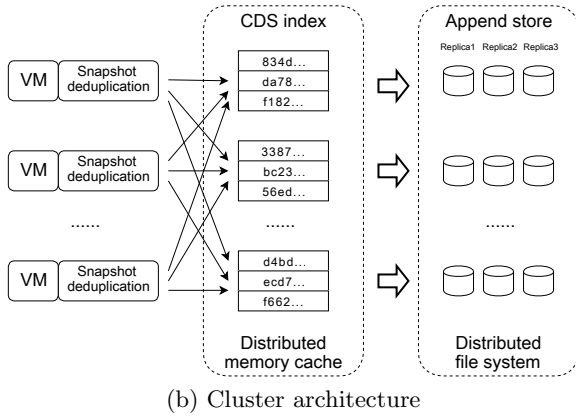 CDS index
Append store
Replica1 Replica2 Replica3
VM
Snapshot
deduplication
834d...
da78...
f182...
VM
Snapshot
deduplication
3387...
bc23...
56ed...
......
......
......
VM
Snapshot
deduplication
d4bd...
ecd7...
f662...
Distributed
memory cache
Distributed
file system
(b) Cluster architecture